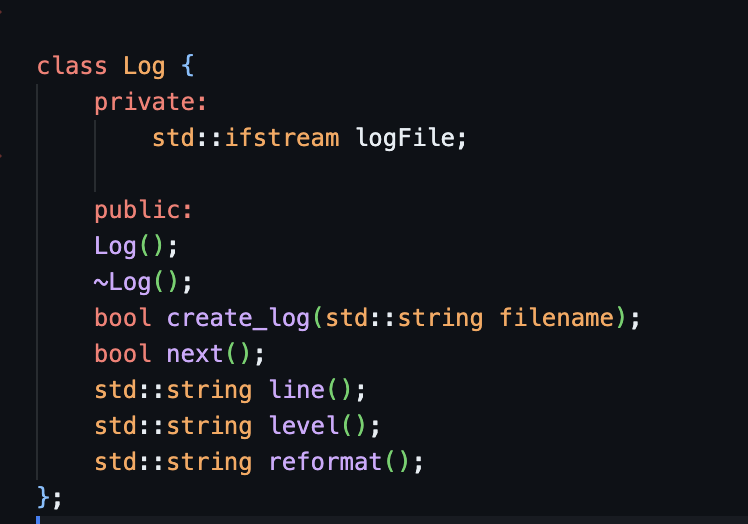 class Log {
private:
std::ifstream logFile;
public:
Log();
~Log();
bool create_log(std::string filename);
bool next();
std::string line();
std::string level();
std::string reformat();
};